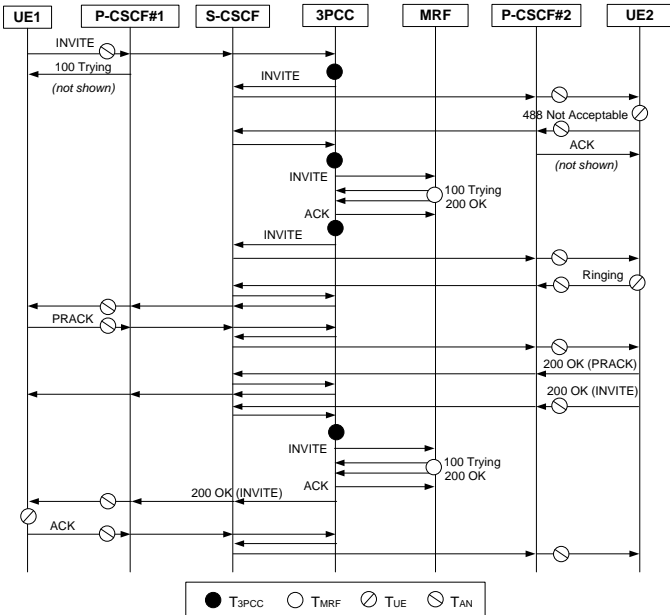 UE1 P-CSCF#1 S-CSCF 3PCC MRF P-CSCF#2 UE2
INVITE
100 Trying
(not shown)
INVITE
488 Not Acceptable
ACK
(not shown)
INVITE
100 Trying
200 OK
ACK
INVITE
Ringing
PRACK
200 OK (PRACK)
200 OK (INVITE)
INVITE
100 Trying
200 OK
ACK
200 OK (INVITE)
ACK
T3PCC TMRF TUE TAN